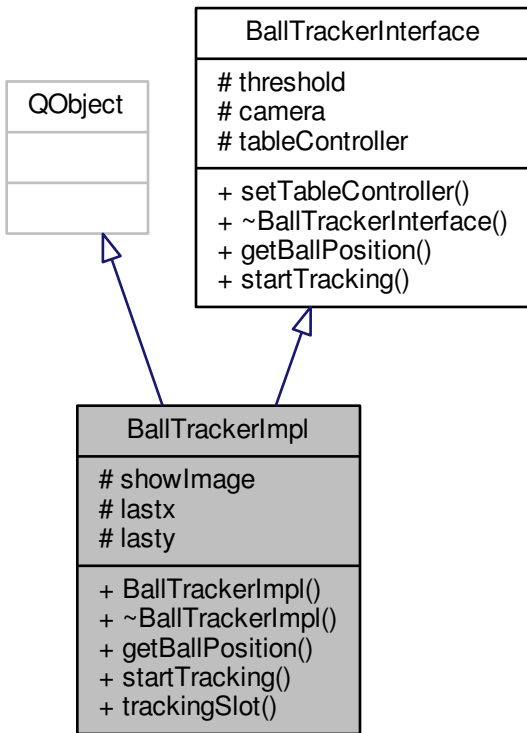 BallTrackerInterface
# threshold
# camera
# tableController
+ setTableController()
+ ~BallTrackerInterface()
+ getBallPosition()
+ startTracking()
QObject
BallTrackerImpl
# showImage
# lastx
# lasty
+ BallTrackerImpl()
+ ~BallTrackerImpl()
+ getBallPosition()
+ startTracking()
+ trackingSlot()